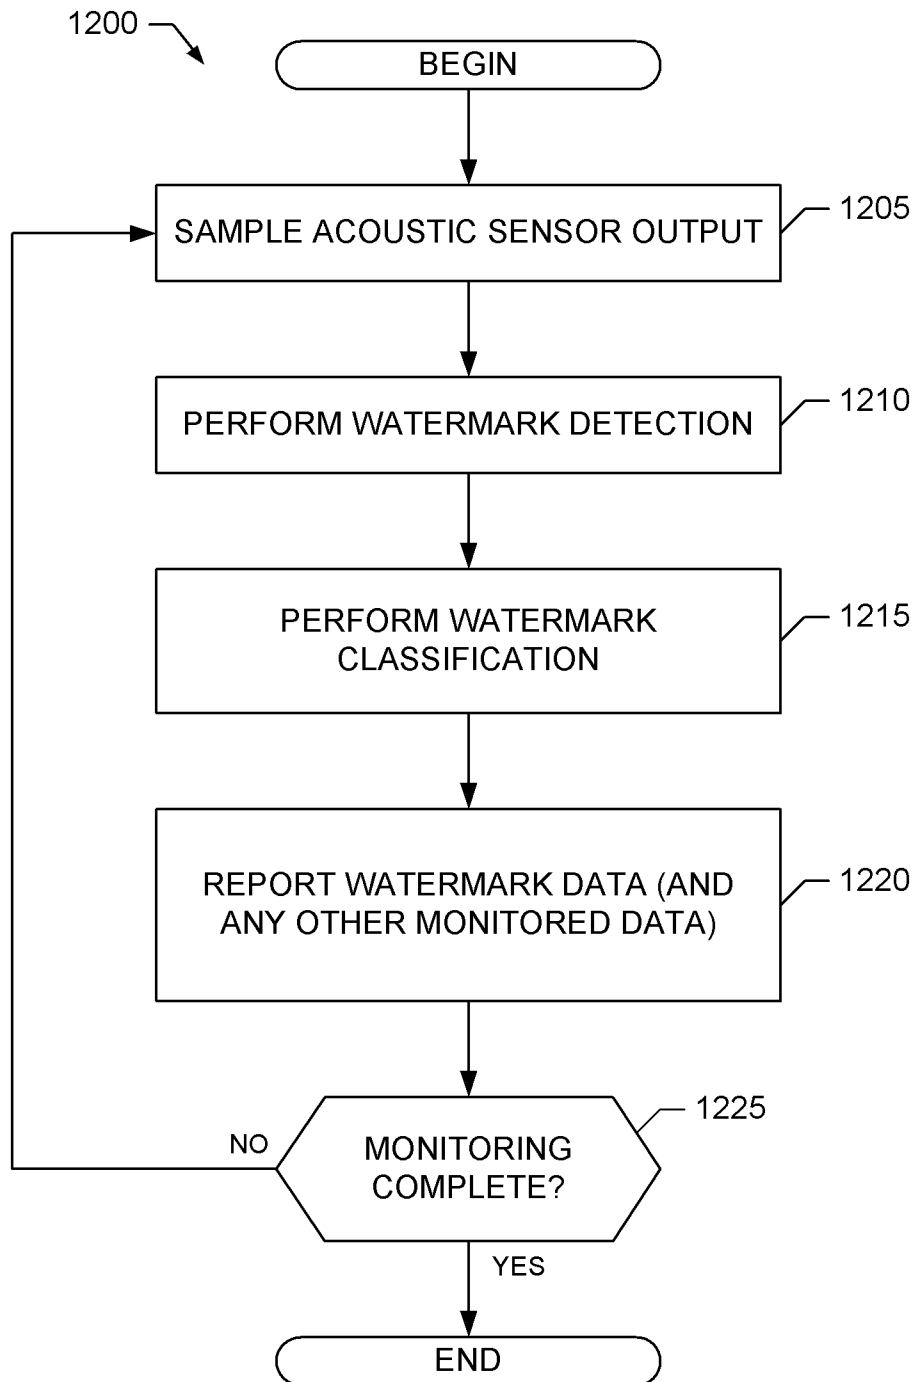 1200
BEGIN
SAMPLE ACOUSTIC SENSOR OUTPUT
1205
PERFORM WATERMARK DETECTION
1210
PERFORM WATERMARK
CLASSIFICATION
1215
REPORT WATERMARK DATA (AND
ANY OTHER MONITORED DATA)
1220
MONITORING
COMPLETE?
1225
NO
YES
END